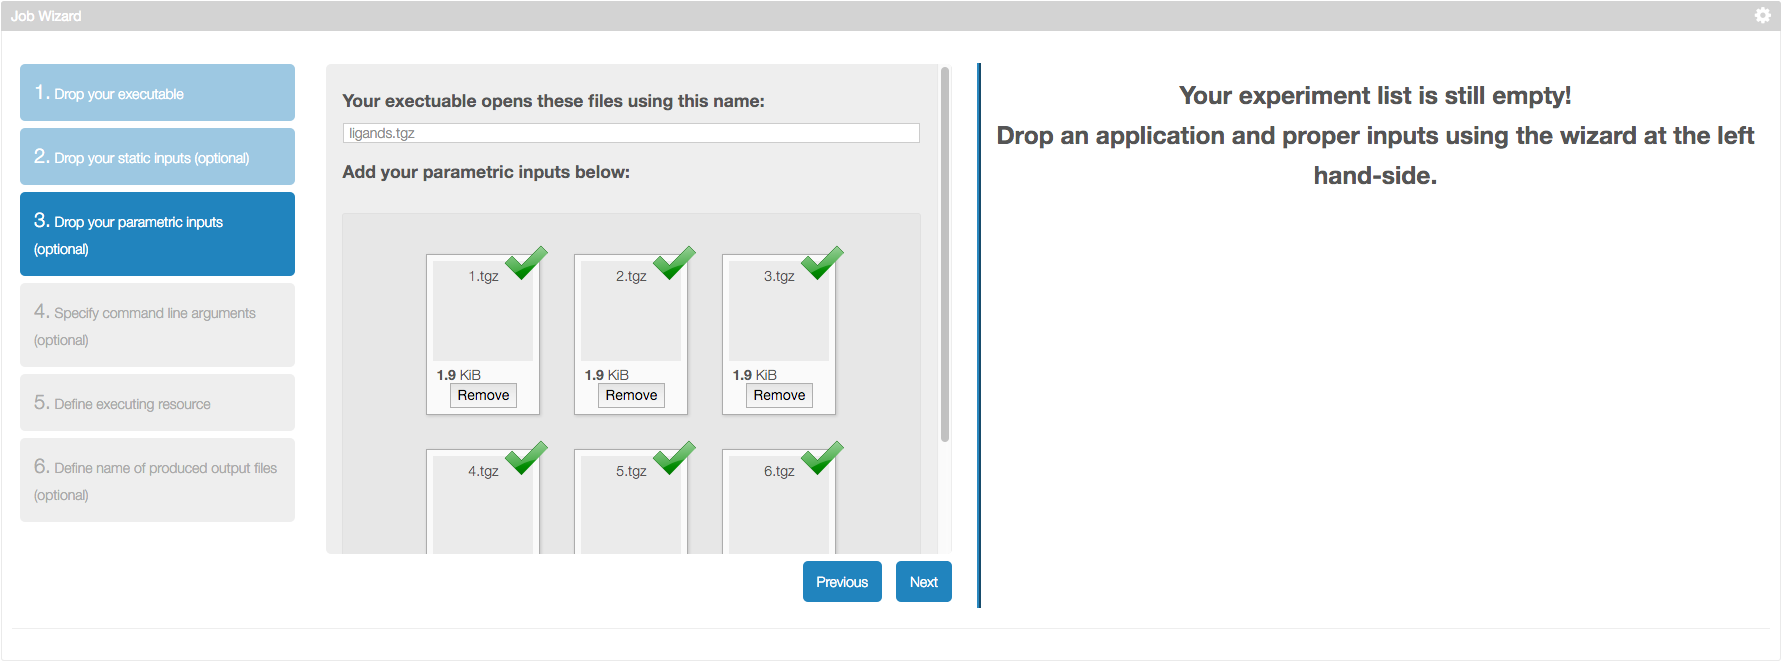 Job Wizard
1. Drop your executable
2. Drop your static inputs (optional)
3. Drop your parametric inputs
(optional)
4. Specify command line arguments
(optional)
5. Define executing resource
6. Define name of produced output files
(optional)
Your exectuable opens these files using this name:
ligands.tgz
Add your parametric inputs below:
1.tgz
1.9 KiB
Remove
2.tgz
1.9 KiB
Remove
3.tgz
1.9 KiB
Remove
4.tgz
5.tgz
6.tgz
Previous
Next
Your experiment list is still empty!
Drop an application and proper inputs using the wizard at the left
hand-side.